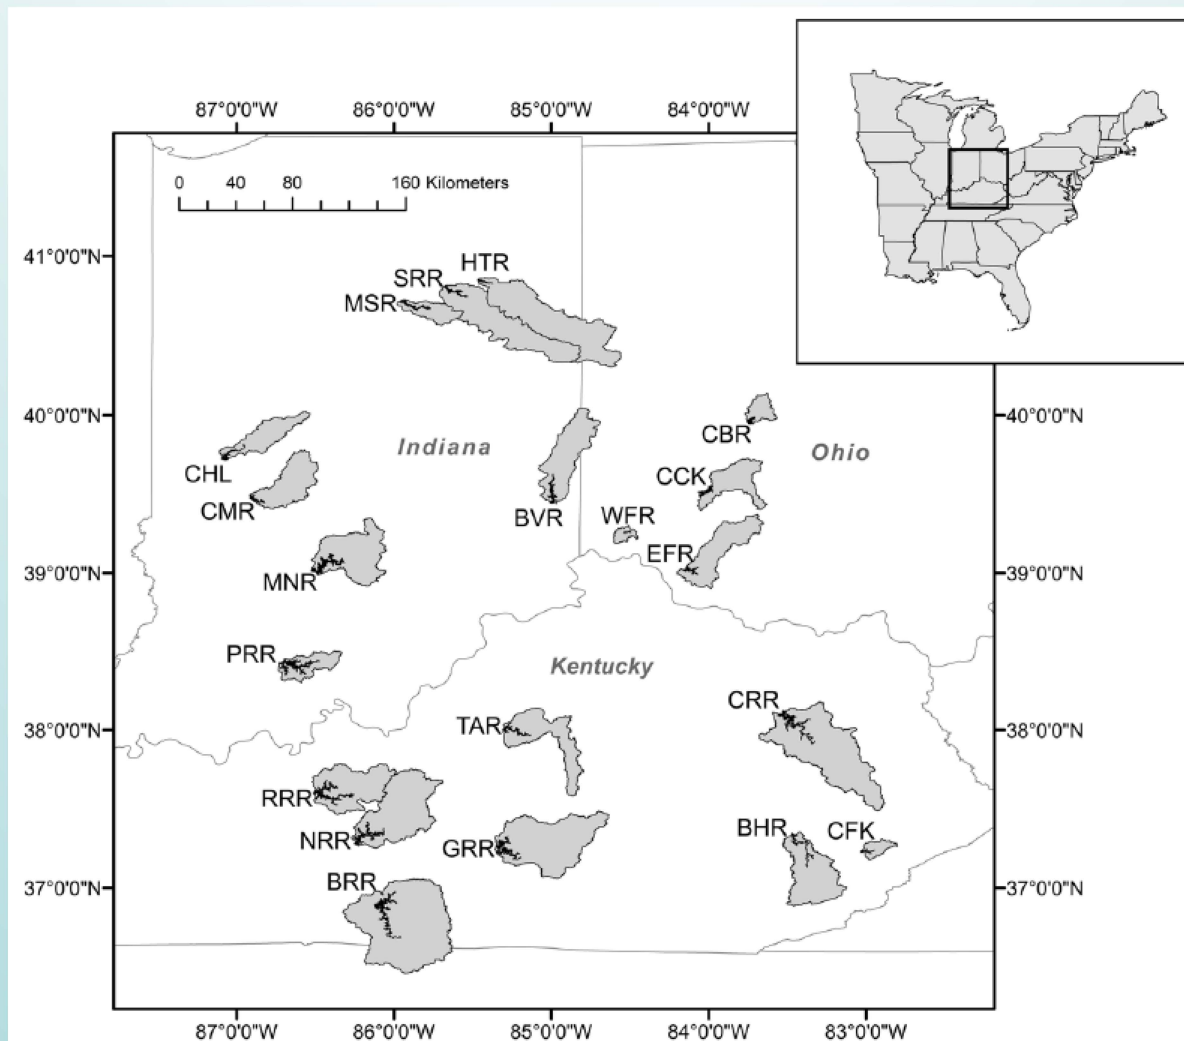 87°0'0"W 86°0'0"W 85°0'0"W 84°0'0"W
0 40 80 160 Kilometers
41°0'0"N
HTR
SRR
MSR
40°0'0"N 40°0'0"N
CBR
Indiana
Ohio
CHL
CCK
CMR
BVR
WFR
EFR
39°0'0"N 39°0'0"N
MNR
PRR
Kentucky
CRR
TAR
38°0'0"N 38°0'0"N
RRR
BHR
CFK
NRR
GRR
BRR
37°0'0"N 37°0'0"N
87°0'0"W 86°0'0"W 85°0'0"W 84°0'0"W 83°0'0"W